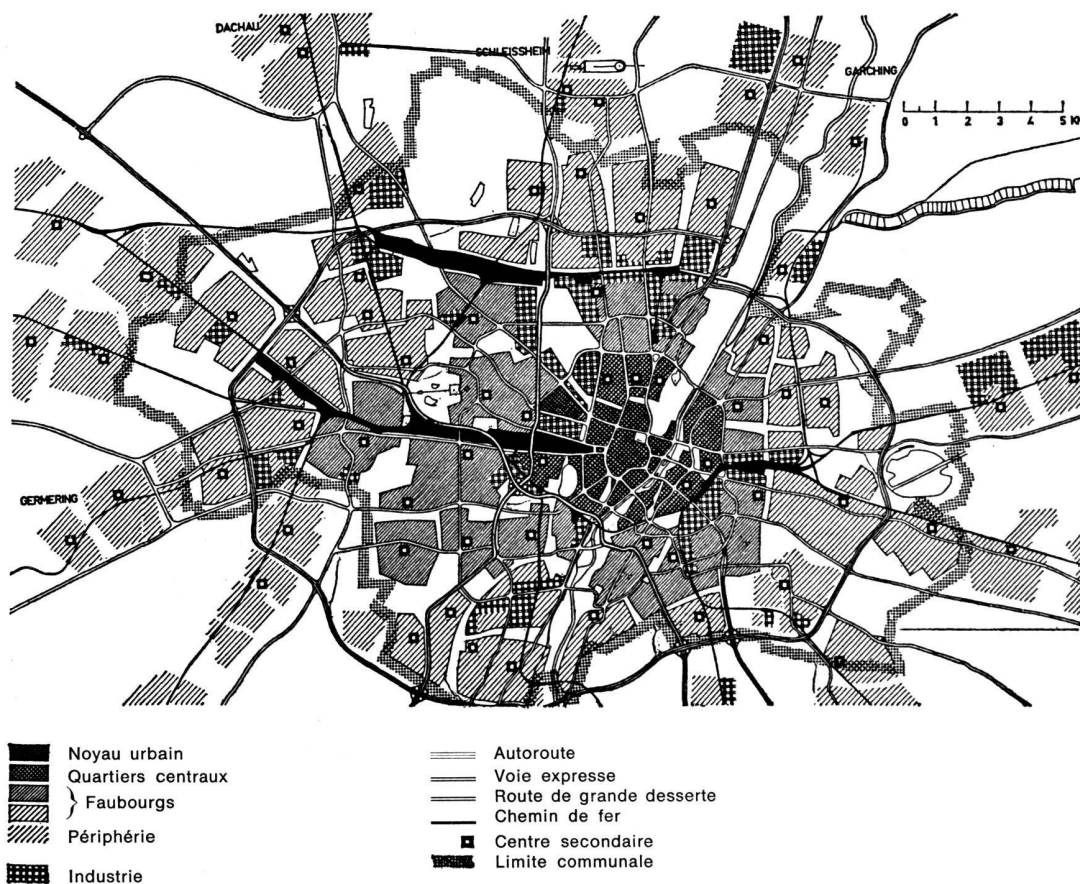 DACHAU
SCHLEISSHEIM
GARCHING
0 1 2 3 4 5 10
GERMERING
Noyau urbain
Quartiers centraux
Faubourgs
Périphérie
Industrie
Autoroute
Voie expresse
Route de grande desserte
Chemin de fer
Centre secondaire
Limite communale